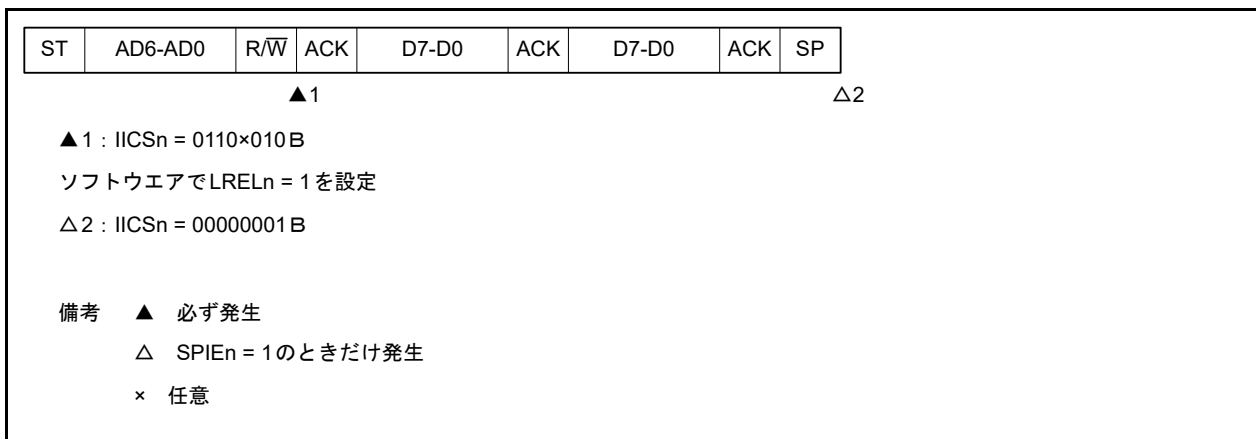 ST AD6-AD0 R/W̅ ACK D7-D0 ACK D7-D0 ACK SP
▲1 △2
▲1：IICSn = 0110×010B
ソフトウエアでLRELn = 1を設定
△2：IICSn = 00000001B
備考 ▲ 必ず発生
△ SPIEn = 1のときだけ発生
× 任意